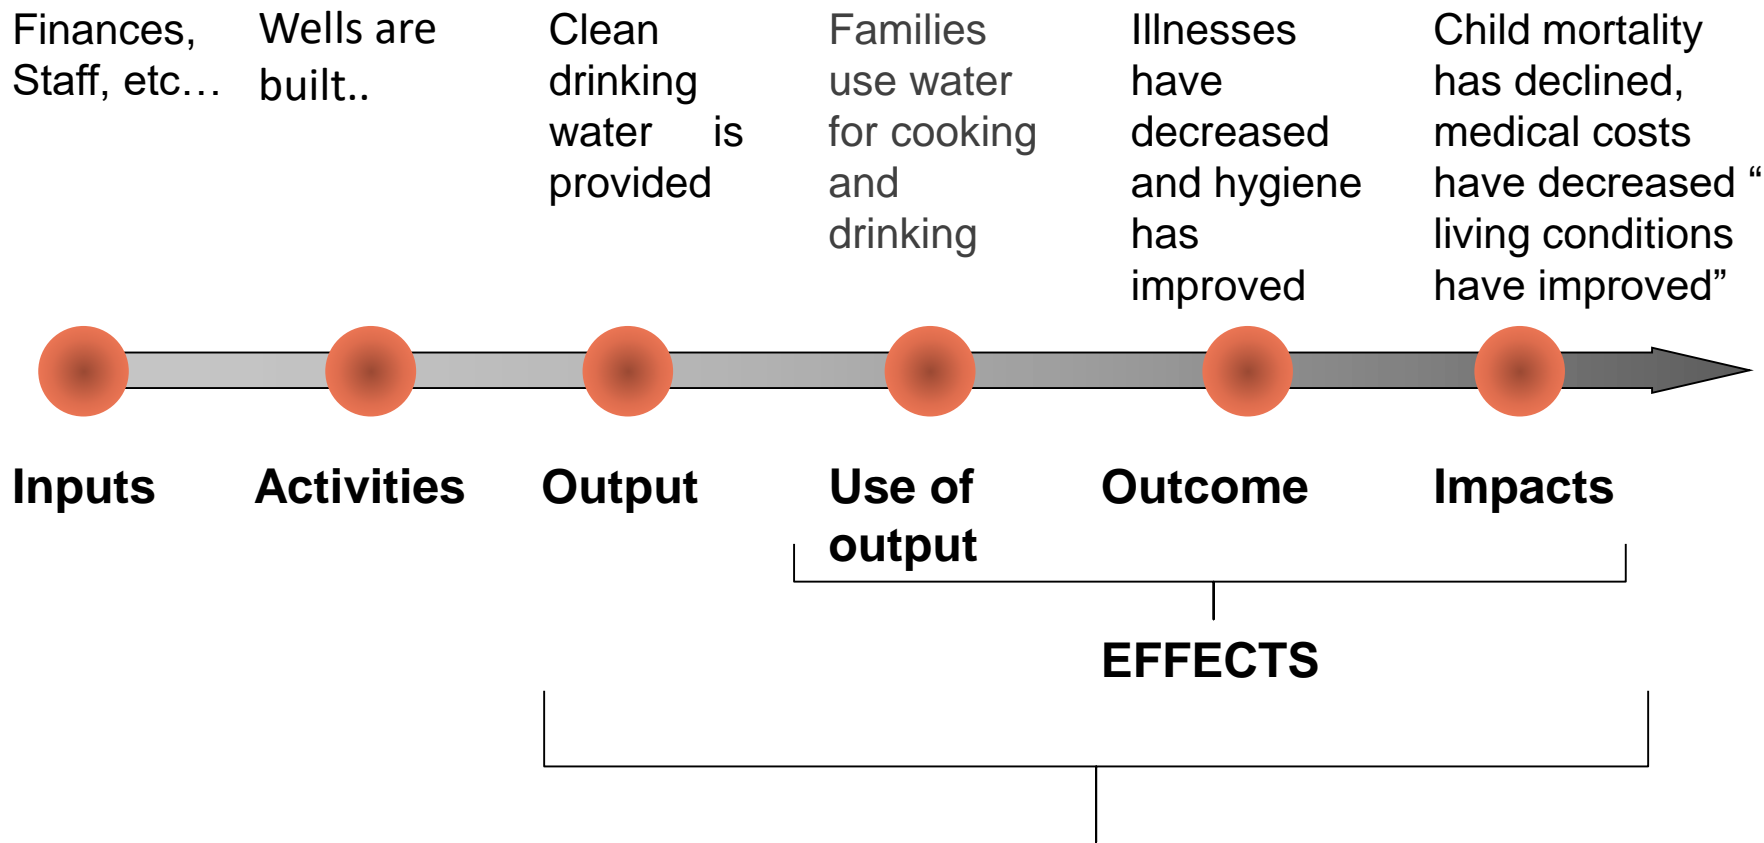 Finances,
Staff, etc…
Wells are
built..
Clean
drinking
water is
provided
Families
use water
for cooking
and
drinking
Illnesses
have
decreased
and hygiene
has
improved
Child mortality
has declined,
medical costs
have decreased “
living conditions
have improved”
Inputs
Activities
Output
Use of
output
Outcome
Impacts
EFFECTS